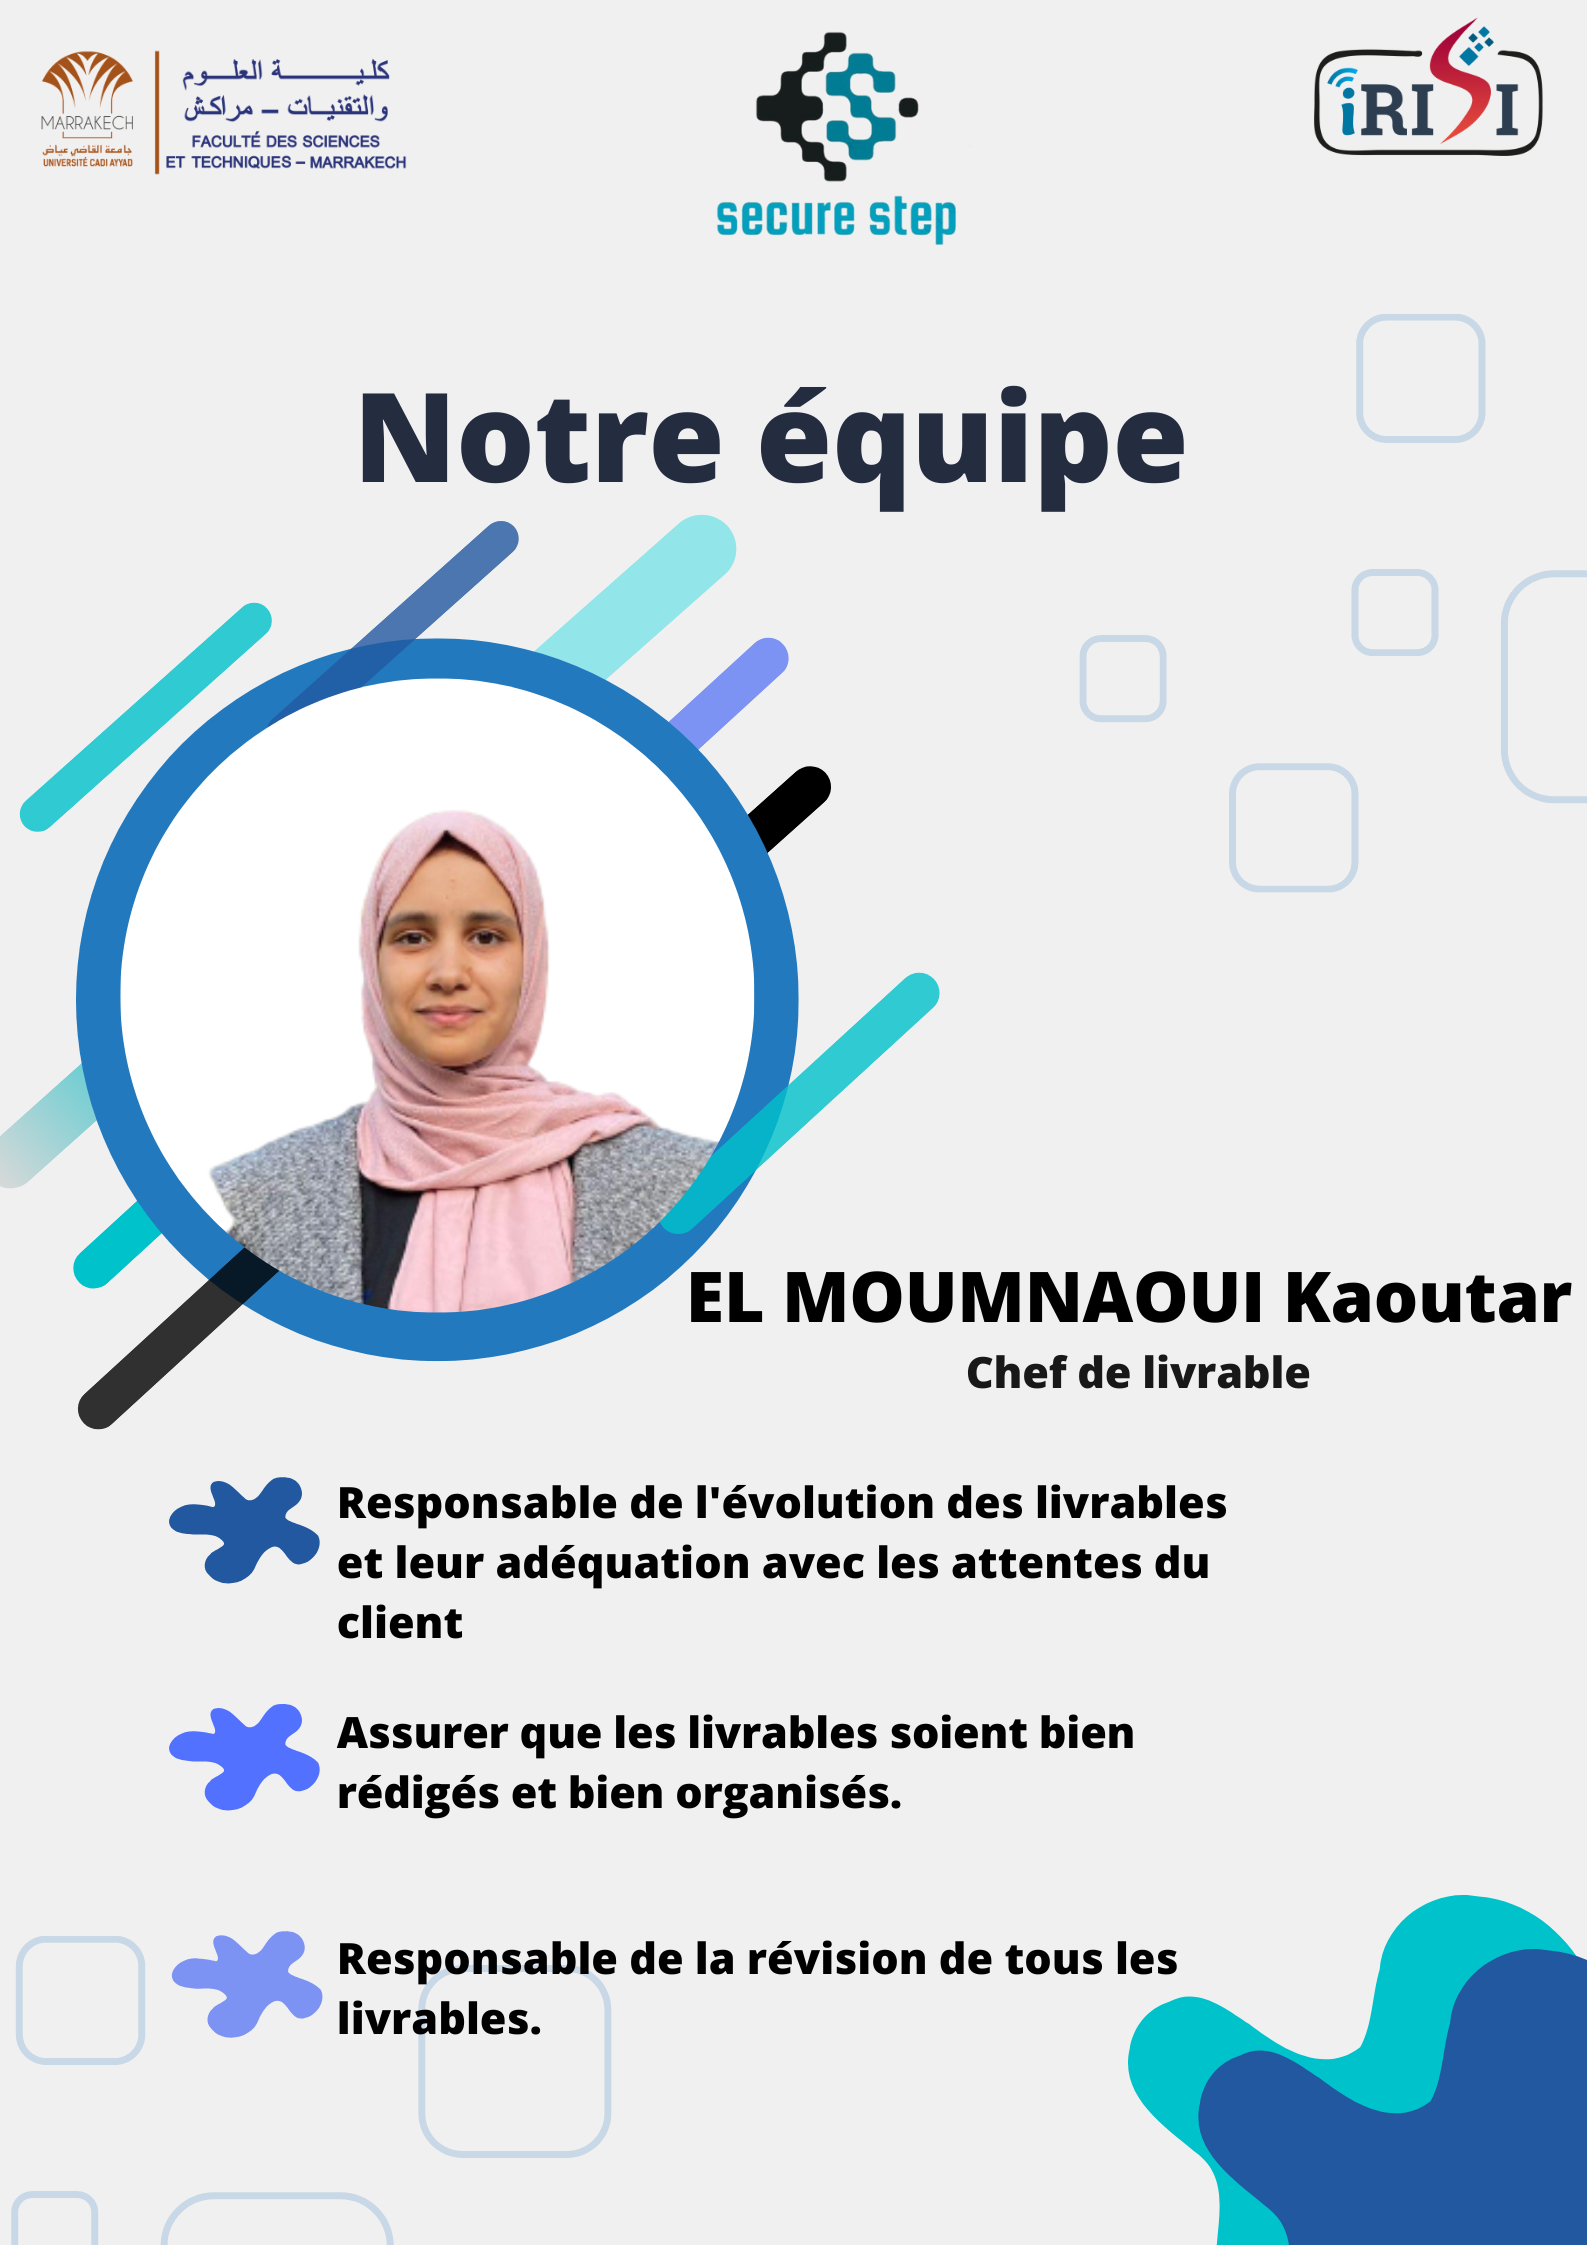 كليـــــة العلـــوم
والتقنيـات – مراكش
MARRAKECH
جامعة القاضي عياض
UNIVERSITÉ CADI AYYAD
FACULTÉ DES SCIENCES
ET TECHNIQUES – MARRAKECH
secure step
iRISI
Notre équipe
EL MOUMNAOUI Kaoutar
Chef de livrable
Responsable de l'évolution des livrables
et leur adéquation avec les attentes du
client
Assurer que les livrables soient bien
rédigés et bien organisés.
Responsable de la révision de tous les
livrables.